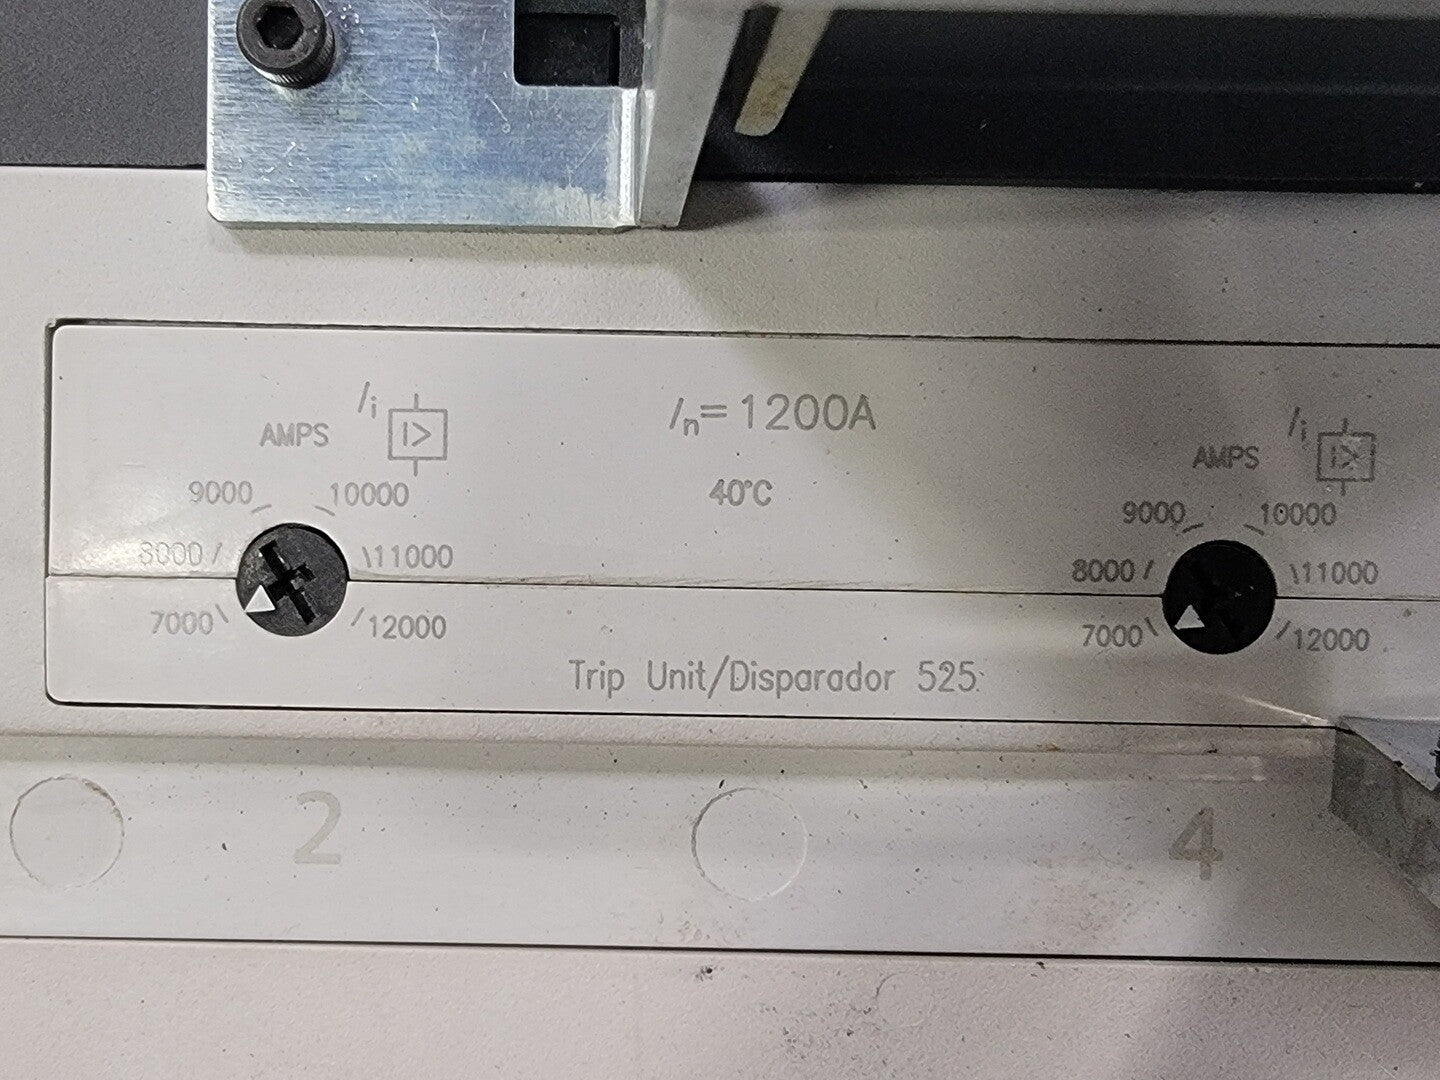 Ii In=1200A Ii
AMPS I> AMPS I>
9000 10000 40°C 9000 10000
8000 11000 8000 11000
7000 12000 7000 12000
Trip Unit/Disparador 525
2 4